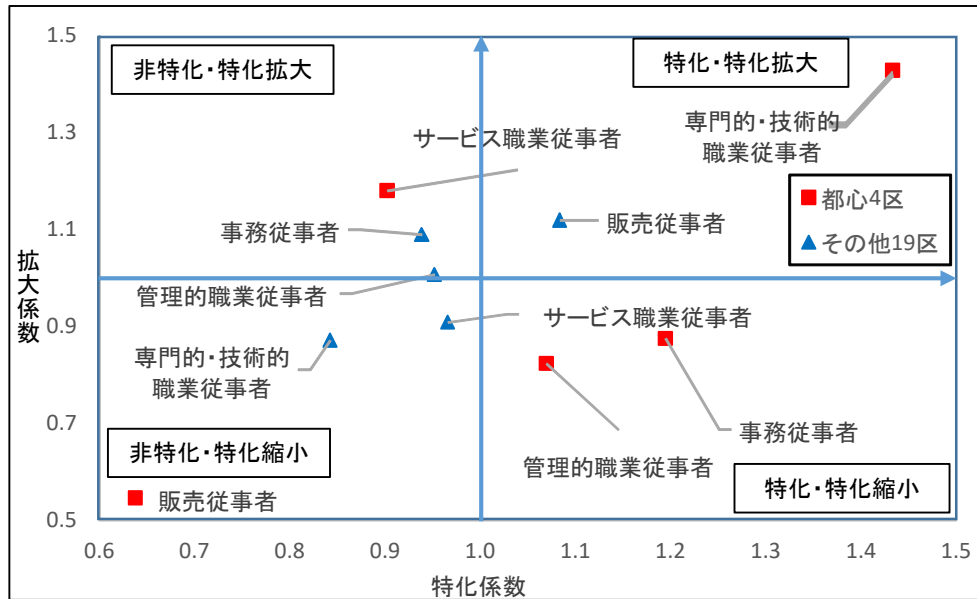 1.5
1.3
1.1
0.9
0.7
0.5
拡大係数
非特化・特化拡大
特化・特化拡大
サービス職業従事者
専門的・技術的
職業従事者
都心4区
その他19区
事務従事者
販売従事者
管理的職業従事者
サービス職業従事者
専門的・技術的
職業従事者
事務従事者
管理的職業従事者
非特化・特化縮小
特化・特化縮小
販売従事者
0.6 0.7 0.8 0.9 1.0 1.1 1.2 1.3 1.4 1.5
特化係数